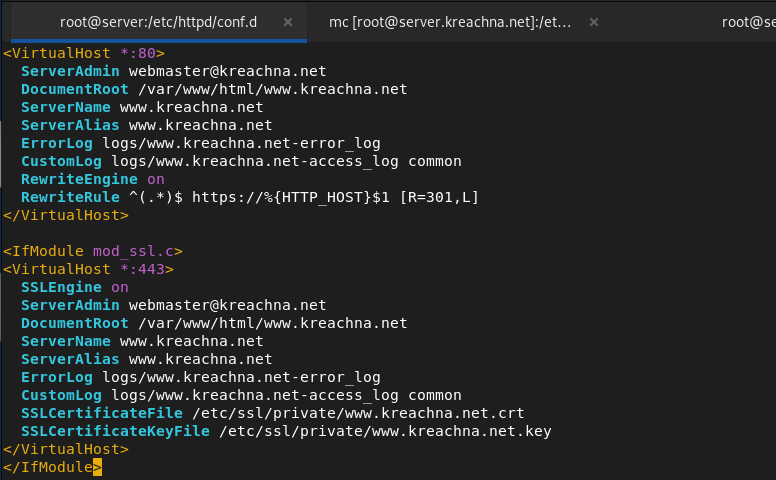 root@server:/etc/httpd/conf.d × mc [root@server.kreachna.net]:/et... × root@se
<VirtualHost *:80>
  ServerAdmin webmaster@kreachna.net
  DocumentRoot /var/www/html/www.kreachna.net
  ServerName www.kreachna.net
  ServerAlias www.kreachna.net
  ErrorLog logs/www.kreachna.net-error_log
  CustomLog logs/www.kreachna.net-access_log common
  RewriteEngine on
  RewriteRule ^(.*)$ https://%{HTTP_HOST}$1 [R=301,L]
</VirtualHost>

<IfModule mod_ssl.c>
<VirtualHost *:443>
  SSLEngine on
  ServerAdmin webmaster@kreachna.net
  DocumentRoot /var/www/html/www.kreachna.net
  ServerName www.kreachna.net
  ServerAlias www.kreachna.net
  ErrorLog logs/www.kreachna.net-error_log
  CustomLog logs/www.kreachna.net-access_log common
  SSLCertificateFile /etc/ssl/private/www.kreachna.net.crt
  SSLCertificateKeyFile /etc/ssl/private/www.kreachna.net.key
</VirtualHost>
</IfModule>